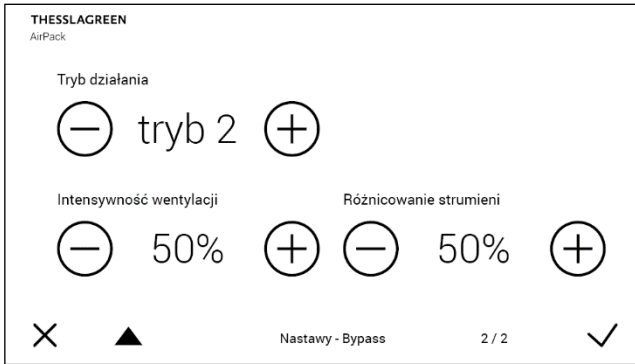 THESSLAGREEN
AirPack
Tryb działania
tryb 2
Intensywność wentylacji
Różnicowanie strumieni
50%
50%
Nastawy - Bypass
2 / 2